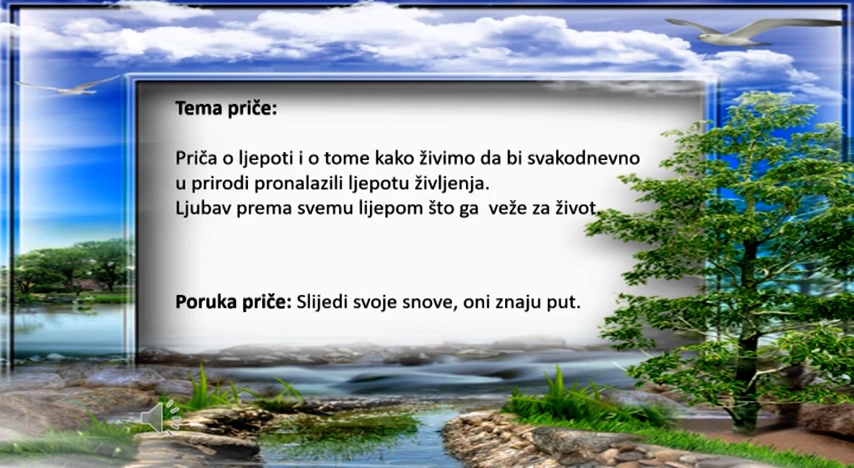 Tema priče:
Priča o ljepoti i o tome kako živimo da bi svakodnevno
u prirodi pronalazili ljepotu življenja.
Ljubav prema svemu lijepom što ga  veže za život.
Poruka priče: Slijedi svoje snove, oni znaju put.